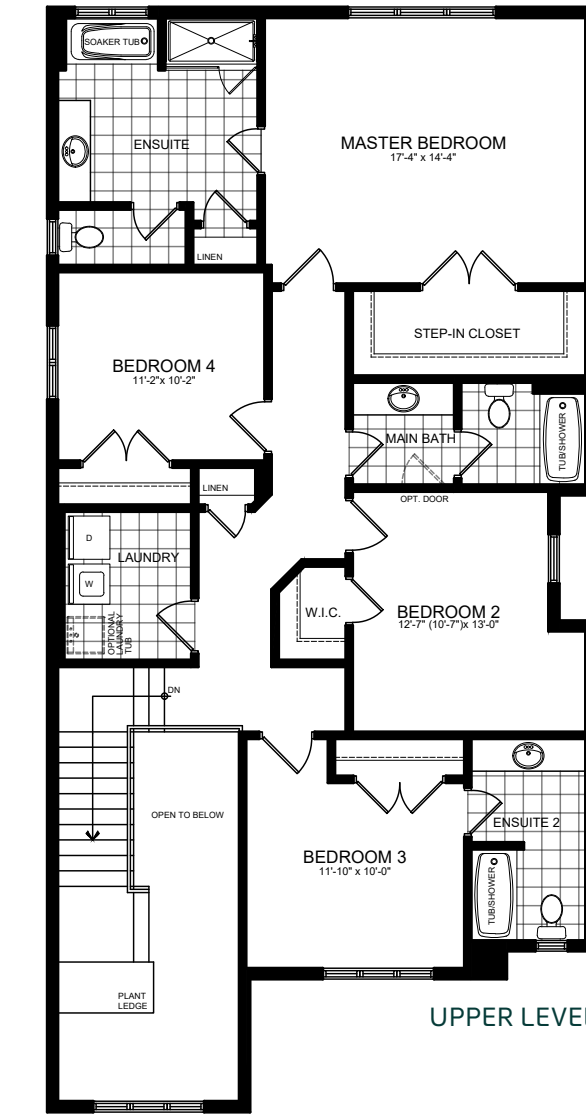 SOAKER TUB
ENSUITE
MASTER BEDROOM
17'-4" x 14'-4"
LINEN
STEP-IN CLOSET
BEDROOM 4
11'-2"x 10'-2"
MAIN BATH
TUB/SHOWER
LINEN
OPT. DOOR
D
LAUNDRY
W
OPTIONAL
LAUNDRY
TUB
W.I.C.
BEDROOM 2
12'-7" (10'-7")x 13'-0"
DN
OPEN TO BELOW
ENSUITE 2
BEDROOM 3
11'-10" x 10'-0"
TUB/SHOWER
PLANT
LEDGE
UPPER LEVEL